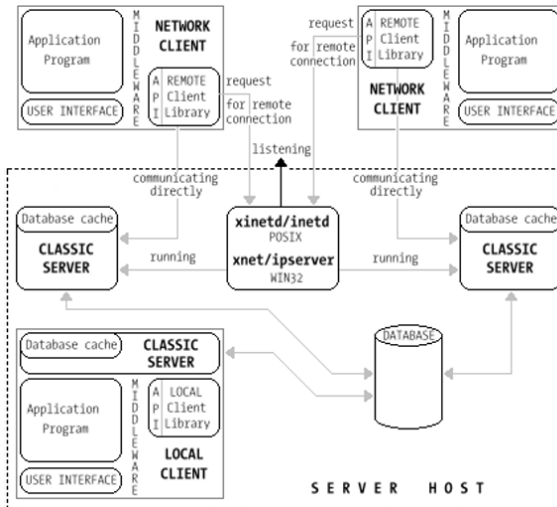 Application
Program
USER INTERFACE
MIDDLEWARE
NETWORK
CLIENT
API
REMOTE
Client
Library
request
for remote
connection
request
for remote
connection
API
REMOTE
Client
Library
NETWORK
CLIENT
MIDDLEWARE
Application
Program
USER INTERFACE
listening
communicating
directly
communicating
directly
Database cache
CLASSIC
SERVER
running
xinetd/inetd
POSIX
xnet/ipserver
WIN32
running
Database cache
CLASSIC
SERVER
Database cache
CLASSIC
SERVER
Application
Program
USER INTERFACE
MIDDLEWARE
API
LOCAL
Client
Library
LOCAL
CLIENT
DATABASE
SERVER HOST